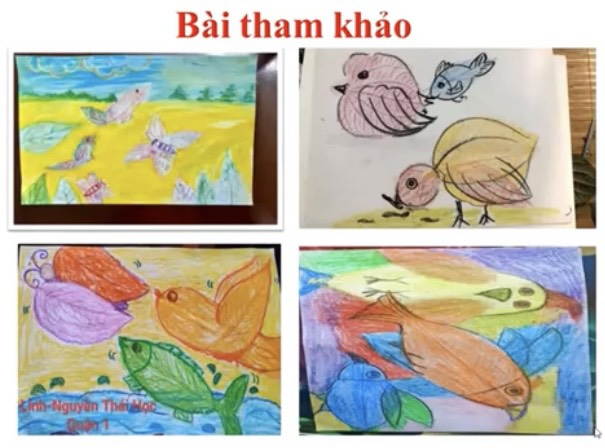 Bài tham khảo
Linh-Nguyễn Thái Học
Quận 1